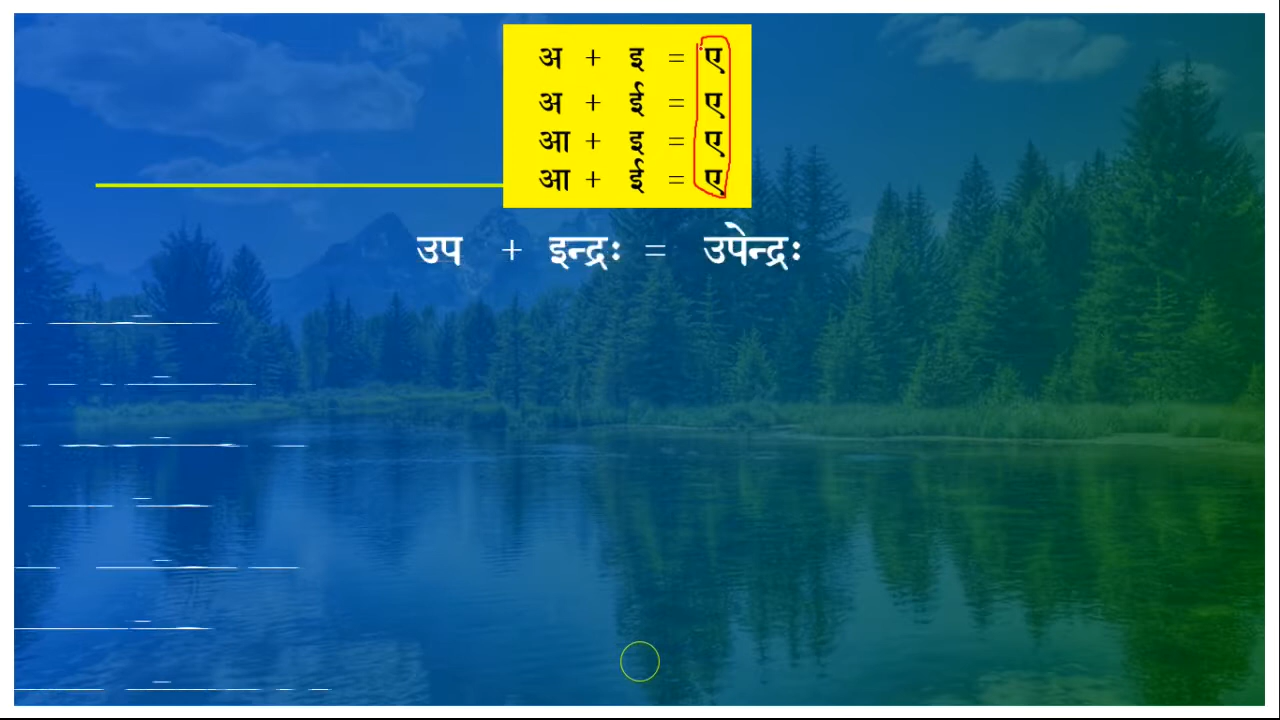 अ + इ = ए
अ + ई = ए
आ + इ = ए
आ + ई = ए
उप + इन्द्रः = उपेन्द्रः